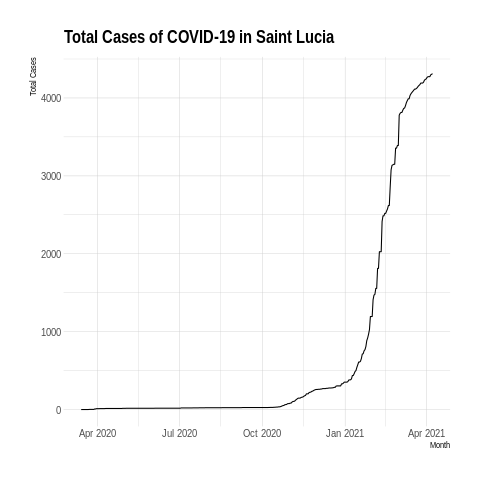 Total Cases of COVID-19 in Saint Lucia
Total Cases
4000
3000
2000
1000
0
Apr 2020
Jul 2020
Oct 2020
Jan 2021
Apr 2021
Month